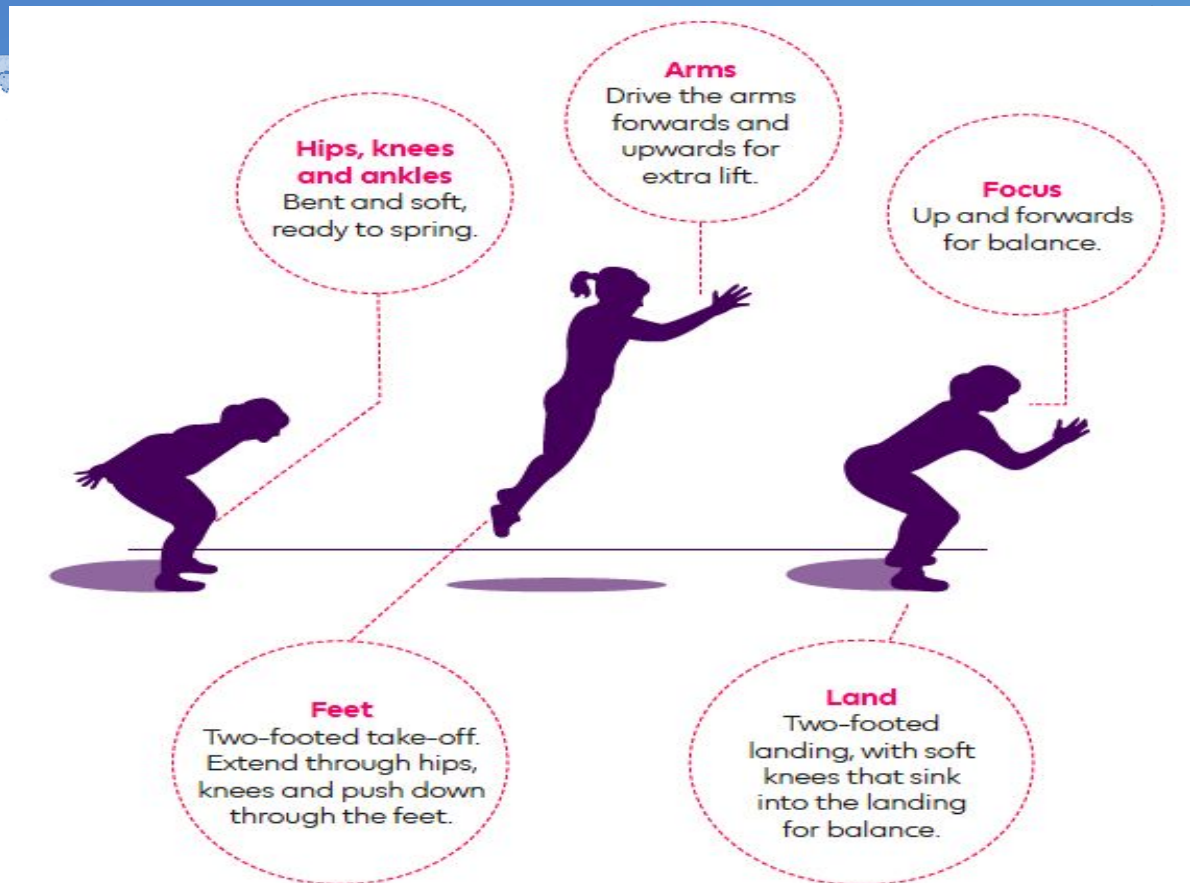 Arms
Drive the arms
forwards and
upwards for
extra lift.
Hips, knees
and ankles
Bent and soft,
ready to spring.
Focus
Up and forwards
for balance.
Feet
Two-footed take-off.
Extend through hips,
knees and push down
through the feet.
Land
Two-footed
landing, with soft
knees that sink
into the landing
for balance.